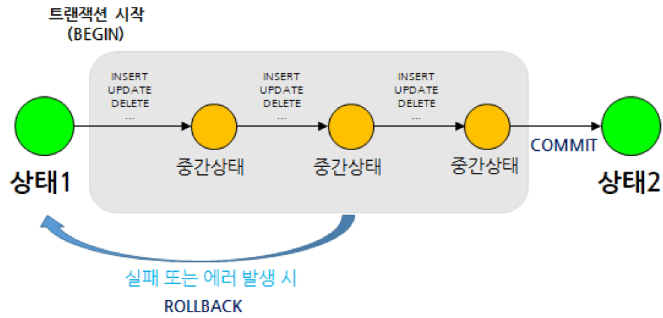 트랜잭션 시작
(BEGIN)
INSERT
UPDATE
DELETE
...
INSERT
UPDATE
DELETE
...
INSERT
UPDATE
DELETE
...
COMMIT
상태1
중간상태
중간상태
중간상태
상태2
실패 또는 에러 발생 시
ROLLBACK